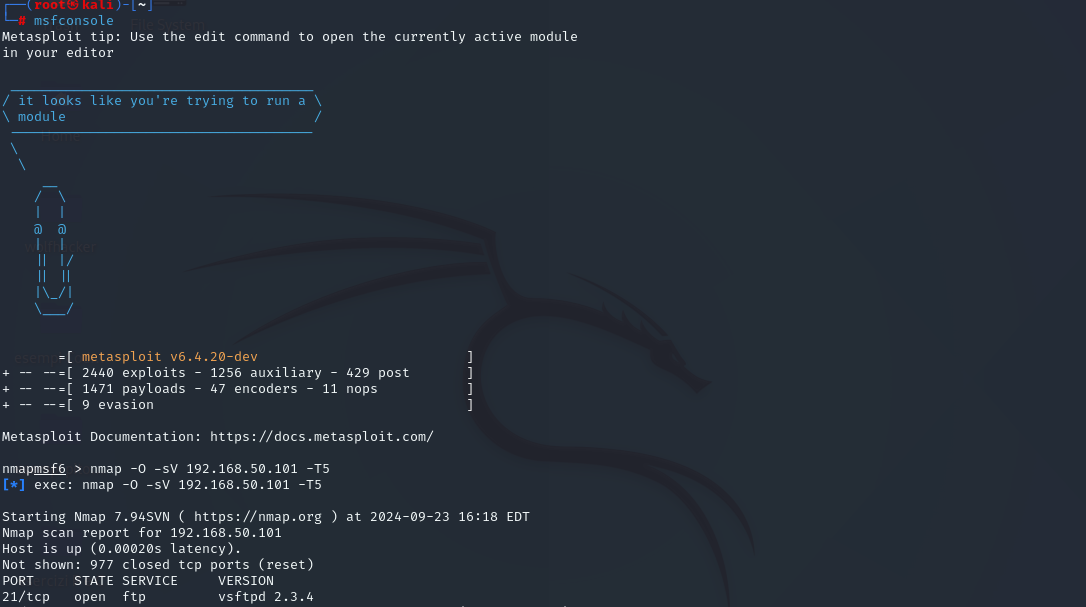 ┌──(root㉿kali)-[~]
└─# msfconsole
Metasploit tip: Use the edit command to open the currently active module
in your editor
 ______________________________________
/ it looks like you're trying to run a \
\ module                               /
 --------------------------------------
 \
  \
     __
    /  \
    |  |
    @  @
    |  |
    || |/
    || ||
    |\_/|
    \___/
       =[ metasploit v6.4.20-dev                          ]
+ -- --=[ 2440 exploits - 1256 auxiliary - 429 post       ]
+ -- --=[ 1471 payloads - 47 encoders - 11 nops           ]
+ -- --=[ 9 evasion                                       ]
Metasploit Documentation: https://docs.metasploit.com/
nmapmsf6 > nmap -O -sV 192.168.50.101 -T5
[*] exec: nmap -O -sV 192.168.50.101 -T5
Starting Nmap 7.94SVN ( https://nmap.org ) at 2024-09-23 16:18 EDT
Nmap scan report for 192.168.50.101
Host is up (0.00020s latency).
Not shown: 977 closed tcp ports (reset)
PORT     STATE SERVICE     VERSION
21/tcp   open  ftp         vsftpd 2.3.4